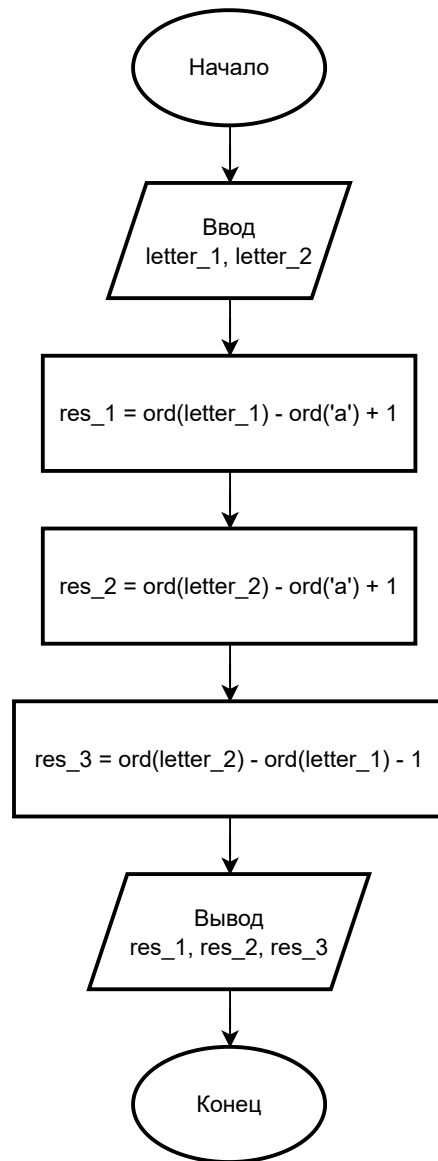 Начало
Ввод
letter_1, letter_2
res_1 = ord(letter_1) - ord('a') + 1
res_2 = ord(letter_2) - ord('a') + 1
res_3 = ord(letter_2) - ord(letter_1) - 1
Вывод
res_1, res_2, res_3
Конец